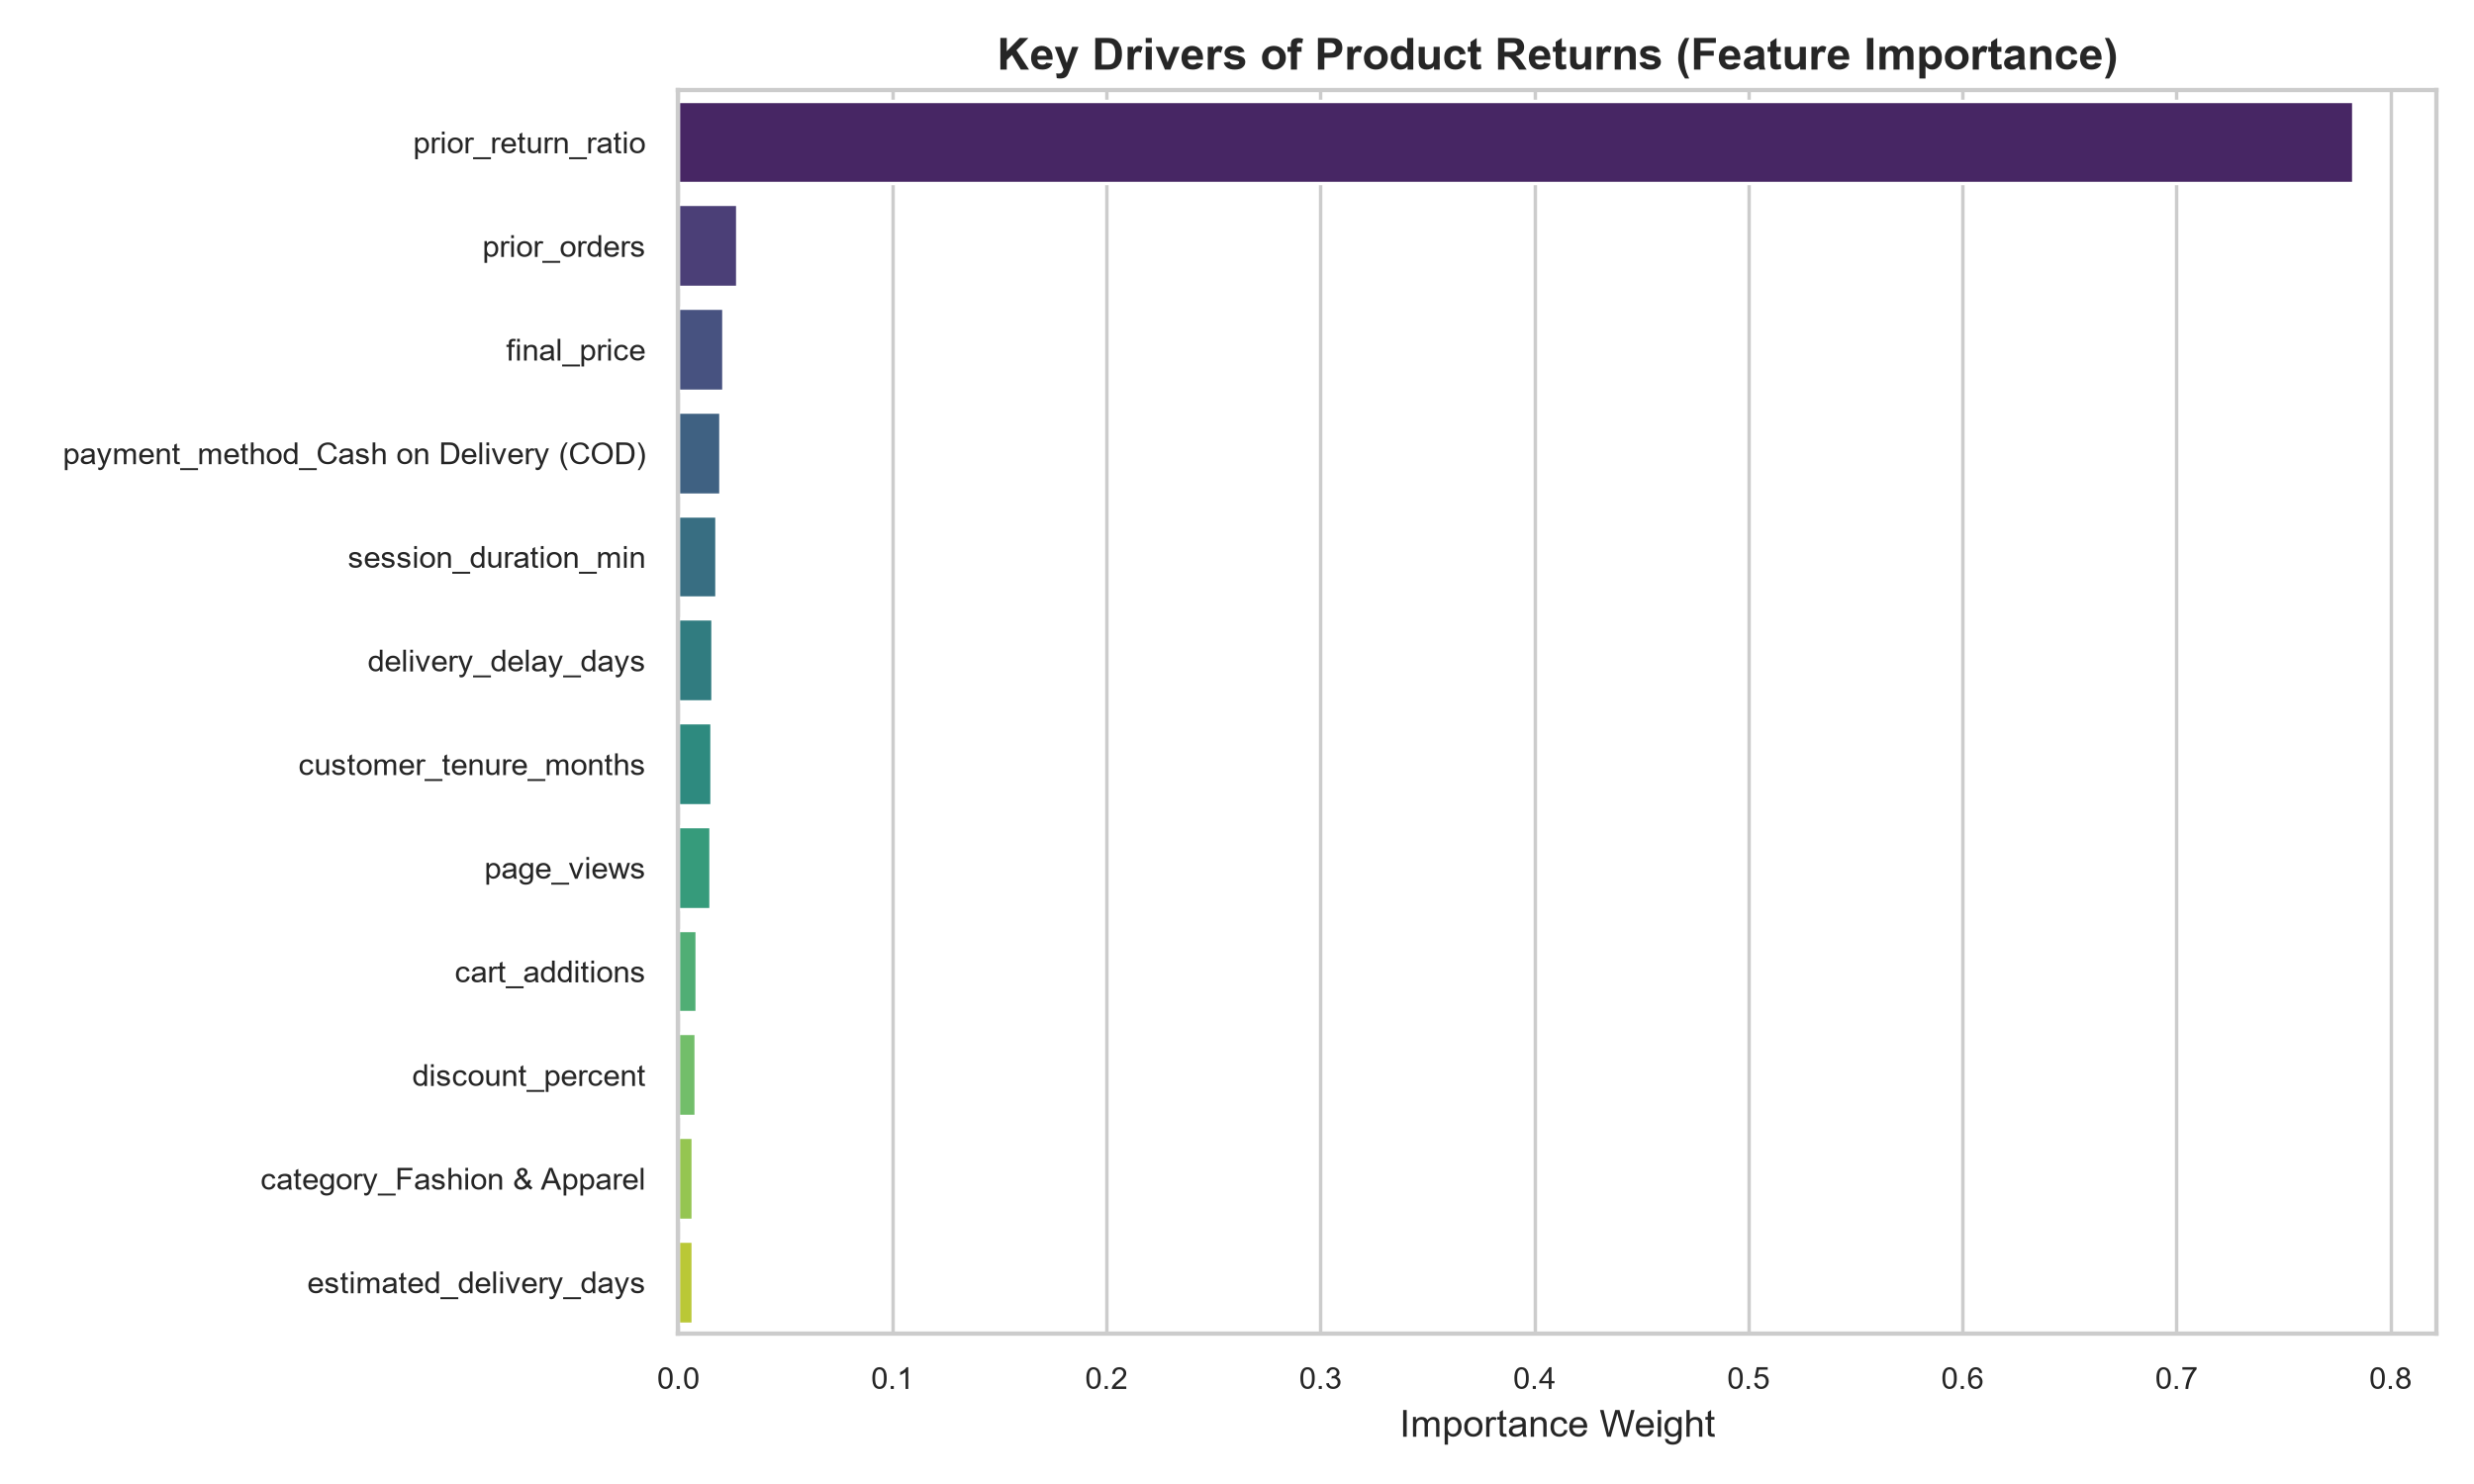 Key Drivers of Product Returns (Feature Importance)
prior_return_ratio
prior_orders
final_price
payment_method_Cash on Delivery (COD)
session_duration_min
delivery_delay_days
customer_tenure_months
page_views
cart_additions
discount_percent
category_Fashion & Apparel
estimated_delivery_days
0.0 0.1 0.2 0.3 0.4 0.5 0.6 0.7 0.8
Importance Weight